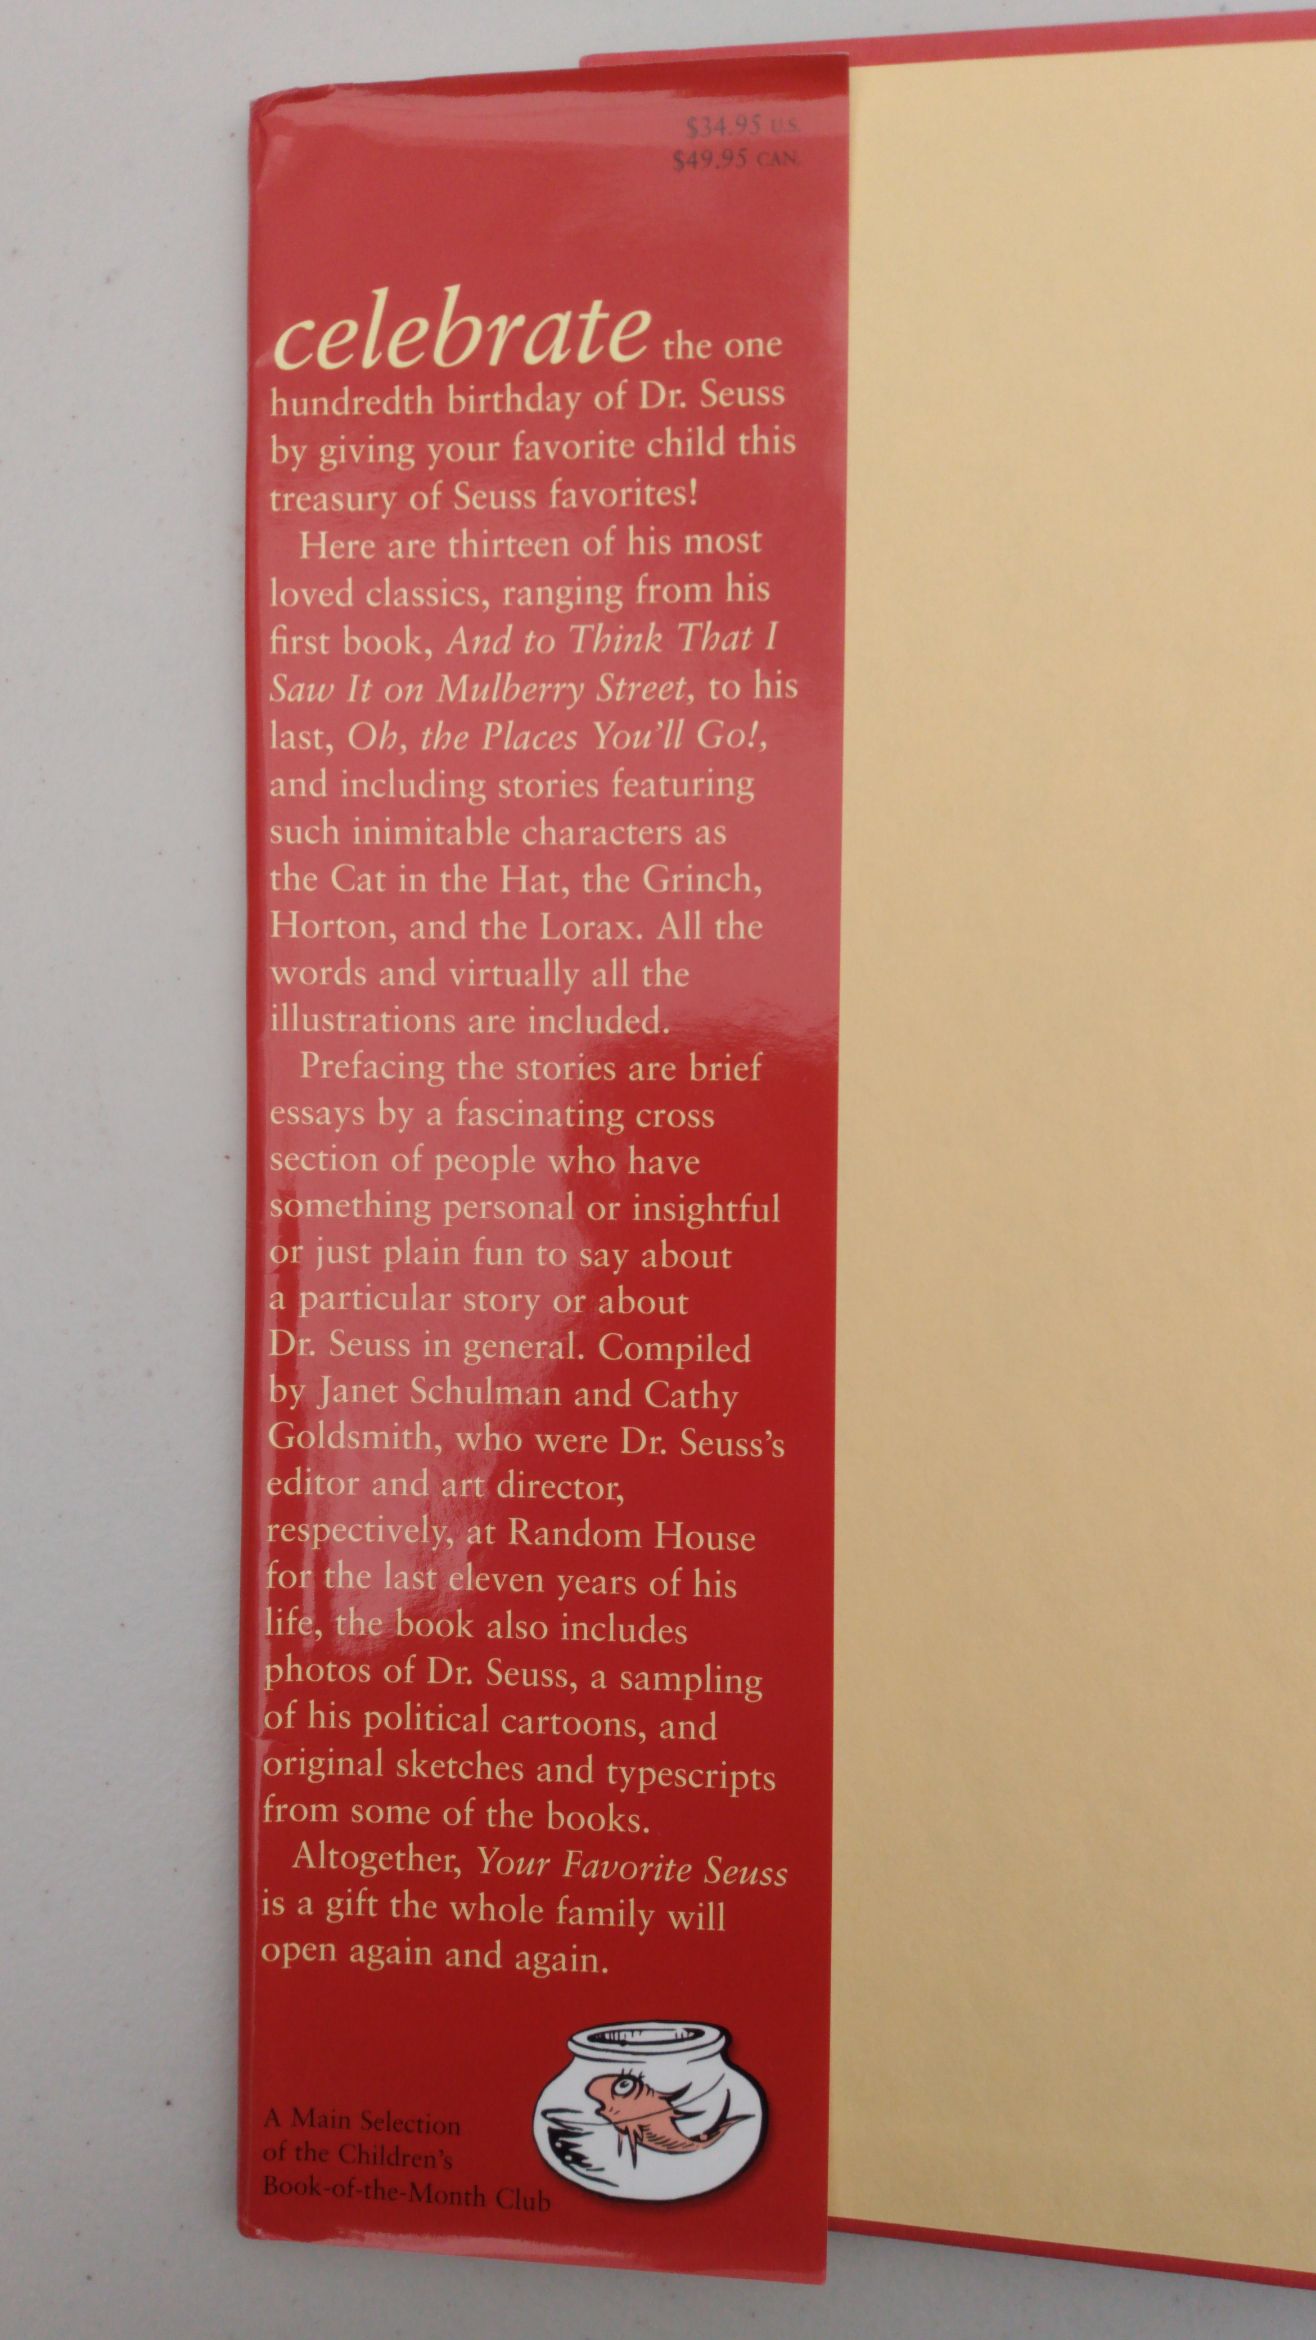 $34.95 U.S.
$49.95 CAN.
celebrate the one
hundredth birthday of Dr. Seuss
by giving your favorite child this
treasury of Seuss favorites!
Here are thirteen of his most
loved classics, ranging from his
first book, And to Think That I
Saw It on Mulberry Street, to his
last, Oh, the Places You'll Go!,
and including stories featuring
such inimitable characters as
the Cat in the Hat, the Grinch,
Horton, and the Lorax. All the
words and virtually all the
illustrations are included.
Prefacing the stories are brief
essays by a fascinating cross
section of people who have
something personal or insightful
or just plain fun to say about
a particular story or about
Dr. Seuss in general. Compiled
by Janet Schulman and Cathy
Goldsmith, who were Dr. Seuss's
editor and art director,
respectively, at Random House
for the last eleven years of his
life, the book also includes
photos of Dr. Seuss, a sampling
of his political cartoons, and
original sketches and typescripts
from some of the books.
Altogether, Your Favorite Seuss
is a gift the whole family will
open again and again.
A Main Selection
of the Children's
Book-of-the-Month Club